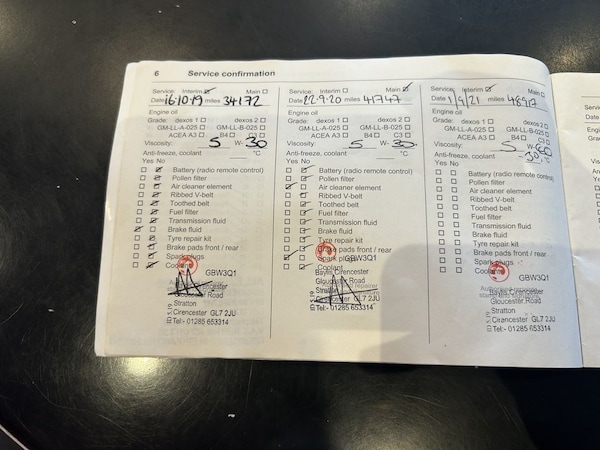 6 Service confirmation
Service: Interim ☑ Main ☐
Date 16.10.19 miles 34172
Engine oil
Grade: dexos 1 ☐ dexos 2 ☐
GM-LL-A-025 ☐ GM-LL-B-025 ☐
ACEA A3 ☐ B4 ☐ C3 ☐
Viscosity: 5 W- 30
Anti-freeze, coolant °C
Yes No
Battery (radio remote control)
Pollen filter
Air cleaner element
Ribbed V-belt
Toothed belt
Fuel filter
Transmission fluid
Brake fluid
Tyre repair kit
Brake pads front / rear
Spark plugs
Coolant
GBW3Q1
Cirencester
Gloucester Road
Stratton
Cirencester GL7 2JU
Tel:- 01285 653314
Service: Interim ☐ Main ☑
Date 22.9.20 miles 41747
Engine oil
Grade: dexos 1 ☐ dexos 2 ☐
GM-LL-A-025 ☐ GM-LL-B-025 ☐
ACEA A3 ☐ B4 ☐ C3 ☐
Viscosity: 5 W- 30
Anti-freeze, coolant °C
Yes No
Battery (radio remote control)
Pollen filter
Air cleaner element
Ribbed V-belt
Toothed belt
Fuel filter
Transmission fluid
Brake fluid
Tyre repair kit
Brake pads front / rear
Spark plugs
Coolant
GBW3Q1
Baylis Cirencester
Gloucester Road
Stratton
GL7 2JU
Tel:- 01285 653314
Service: Interim ☑ Main ☐
Date 1/9/21 miles
Engine oil
Grade: dexos 1 ☐ dexos 2 ☐
GM-LL-A-025 ☐ GM-LL-B-025 ☐
ACEA A3 ☐ B4 ☐ C3 ☐
Viscosity: 5 W-
Anti-freeze, coolant 30 °C
Yes No
Battery (radio remote control)
Pollen filter
Air cleaner element
Ribbed V-belt
Toothed belt
Fuel filter
Transmission fluid
Brake fluid
Tyre repair kit
Brake pads front / rear
Spark plugs
Coolant
GBW3Q1
Baylis Cirencester
Gloucester Road
Stratton
Cirencester GL7 2JU
Tel:- 01285 653314